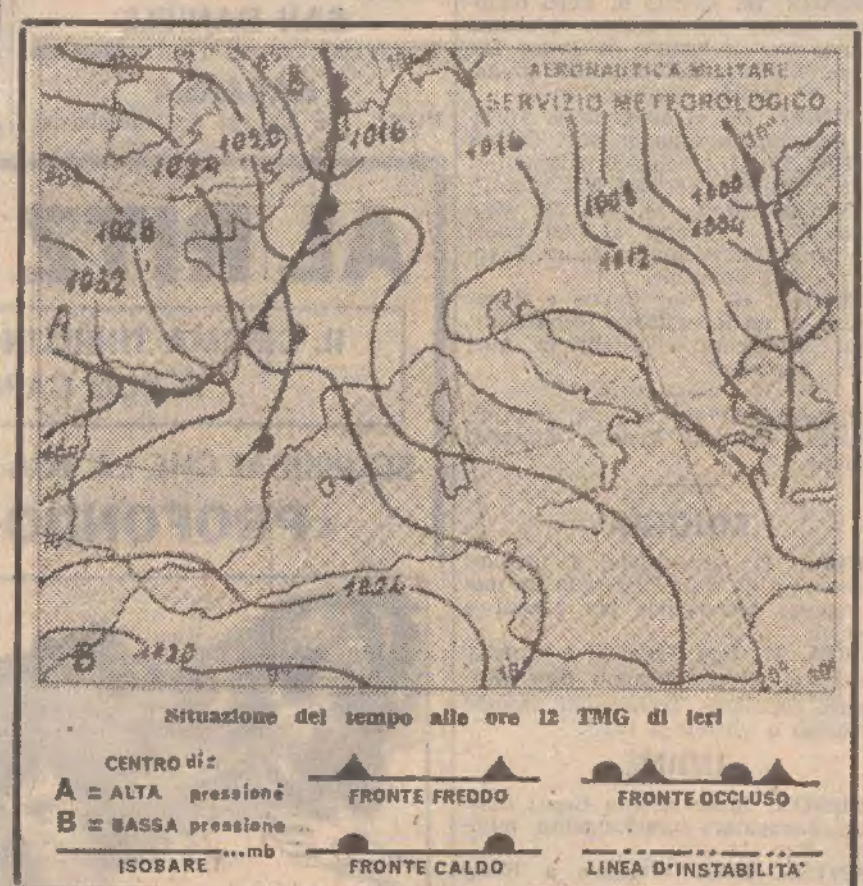 AERONAUTICA MILITARE
SERVIZIO METEOROLOGICO
B
1016
1016
1020
1024
1028
1032
A
1008
1000
1004
1012
1024
B
1020
Situazione del tempo alle ore 12 TMG di ieri
CENTRO di:
A = ALTA pressione
B = BASSA pressione
...mb
ISOBARE
FRONTE FREDDO
FRONTE CALDO
FRONTE OCCLUSO
LINEA D'INSTABILITA'